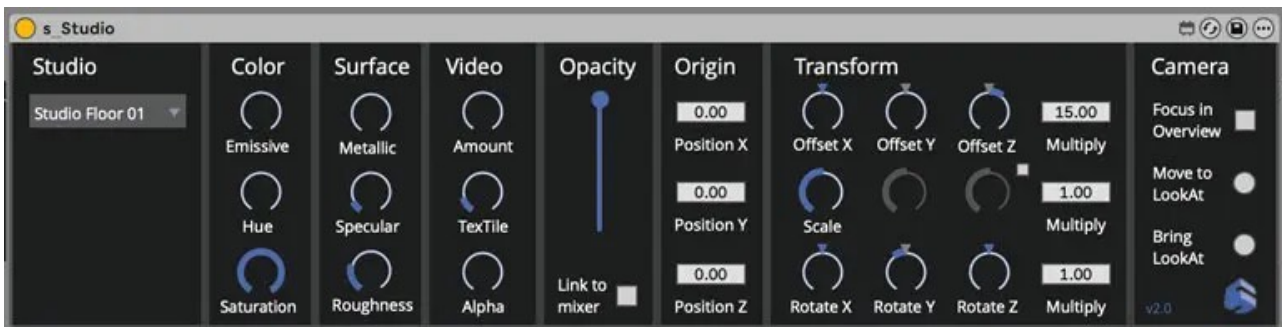 s_Studio
Studio
Studio Floor 01
Color
Emissive
Hue
Saturation
Surface
Metallic
Specular
Roughness
Video
Amount
TexTile
Alpha
Opacity
Link to
mixer
Origin
0.00
Position X
0.00
Position Y
0.00
Position Z
Transform
Offset X
Offset Y
Offset Z
15.00
Multiply
Scale
1.00
Multiply
Rotate X
Rotate Y
Rotate Z
1.00
Multiply
Camera
Focus in
Overview
Move to
LookAt
Bring
LookAt
v2.0